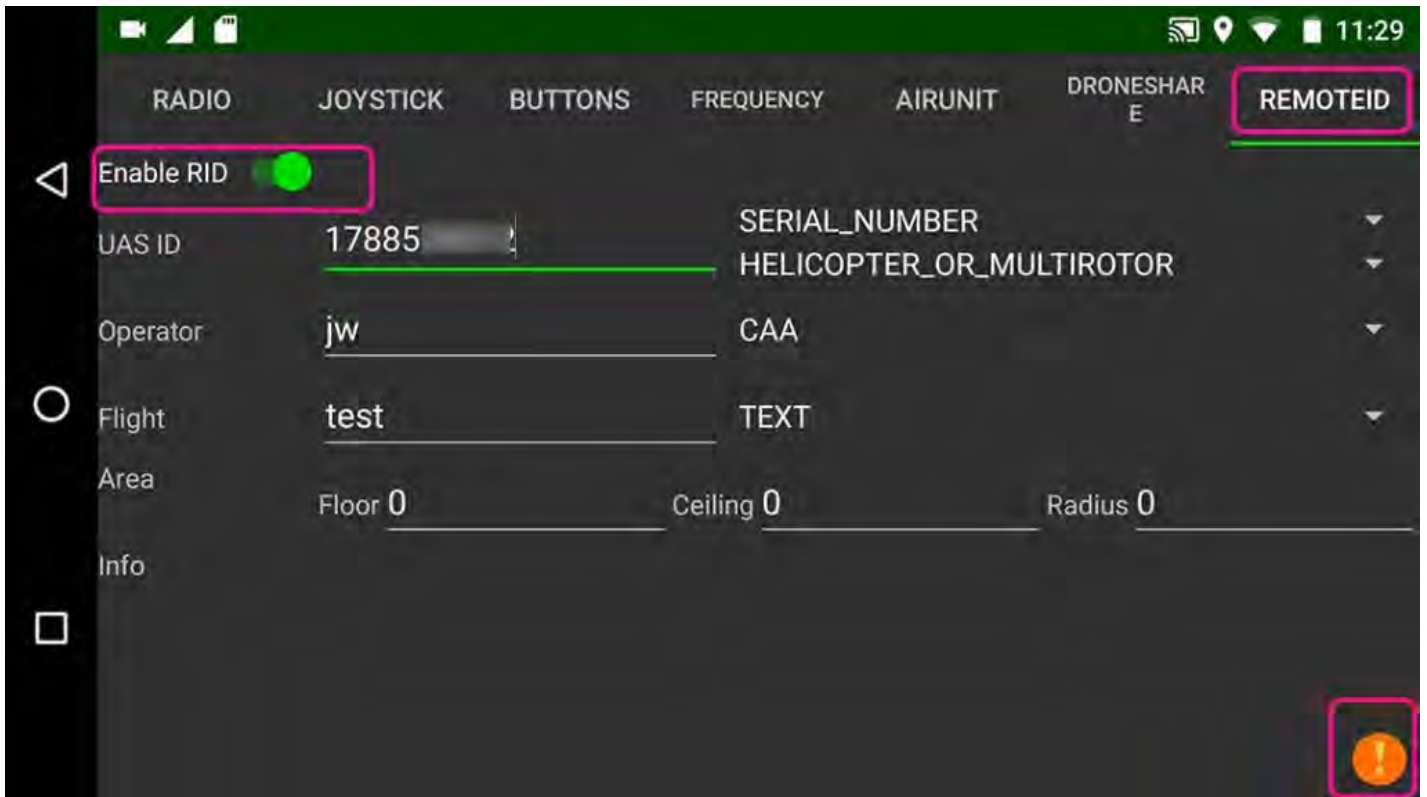 11:29
RADIO JOYSTICK BUTTONS FREQUENCY AIRUNIT DRONESHAR REMOTEID
E
Enable RID
UAS ID 17885 SERIAL_NUMBER
HELICOPTER_OR_MULTIROTOR
Operator jw CAA
Flight test TEXT
Area
Floor 0 Ceiling 0 Radius 0
Info
!